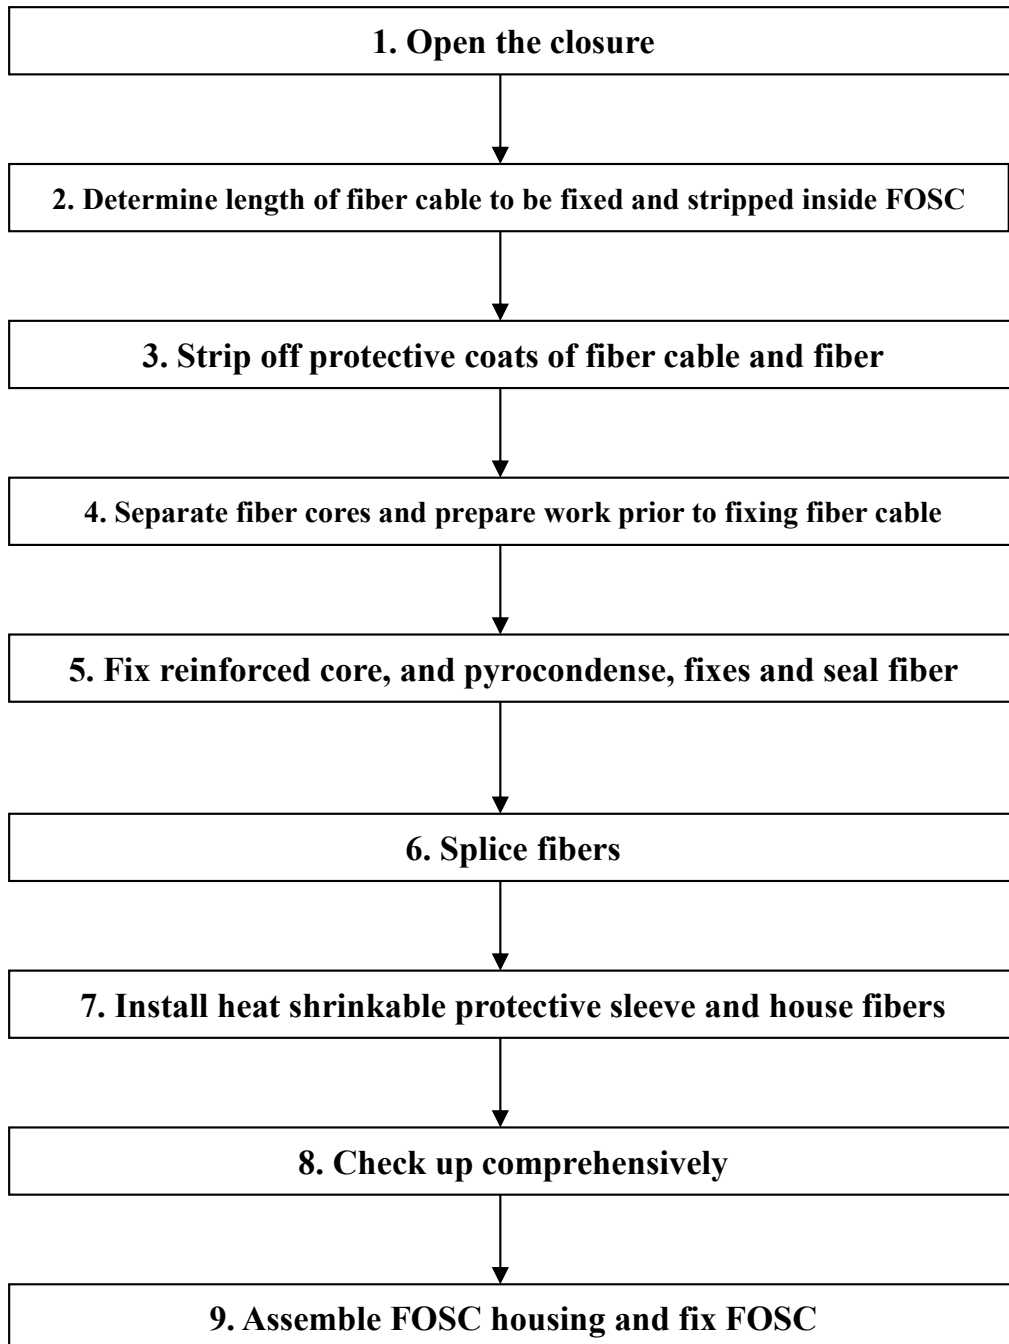 1. Open the closure
2. Determine length of fiber cable to be fixed and stripped inside FOSC
3. Strip off protective coats of fiber cable and fiber
4. Separate fiber cores and prepare work prior to fixing fiber cable
5. Fix reinforced core, and pyrocondense, fixes and seal fiber
6. Splice fibers
7. Install heat shrinkable protective sleeve and house fibers
8. Check up comprehensively
9. Assemble FOSC housing and fix FOSC